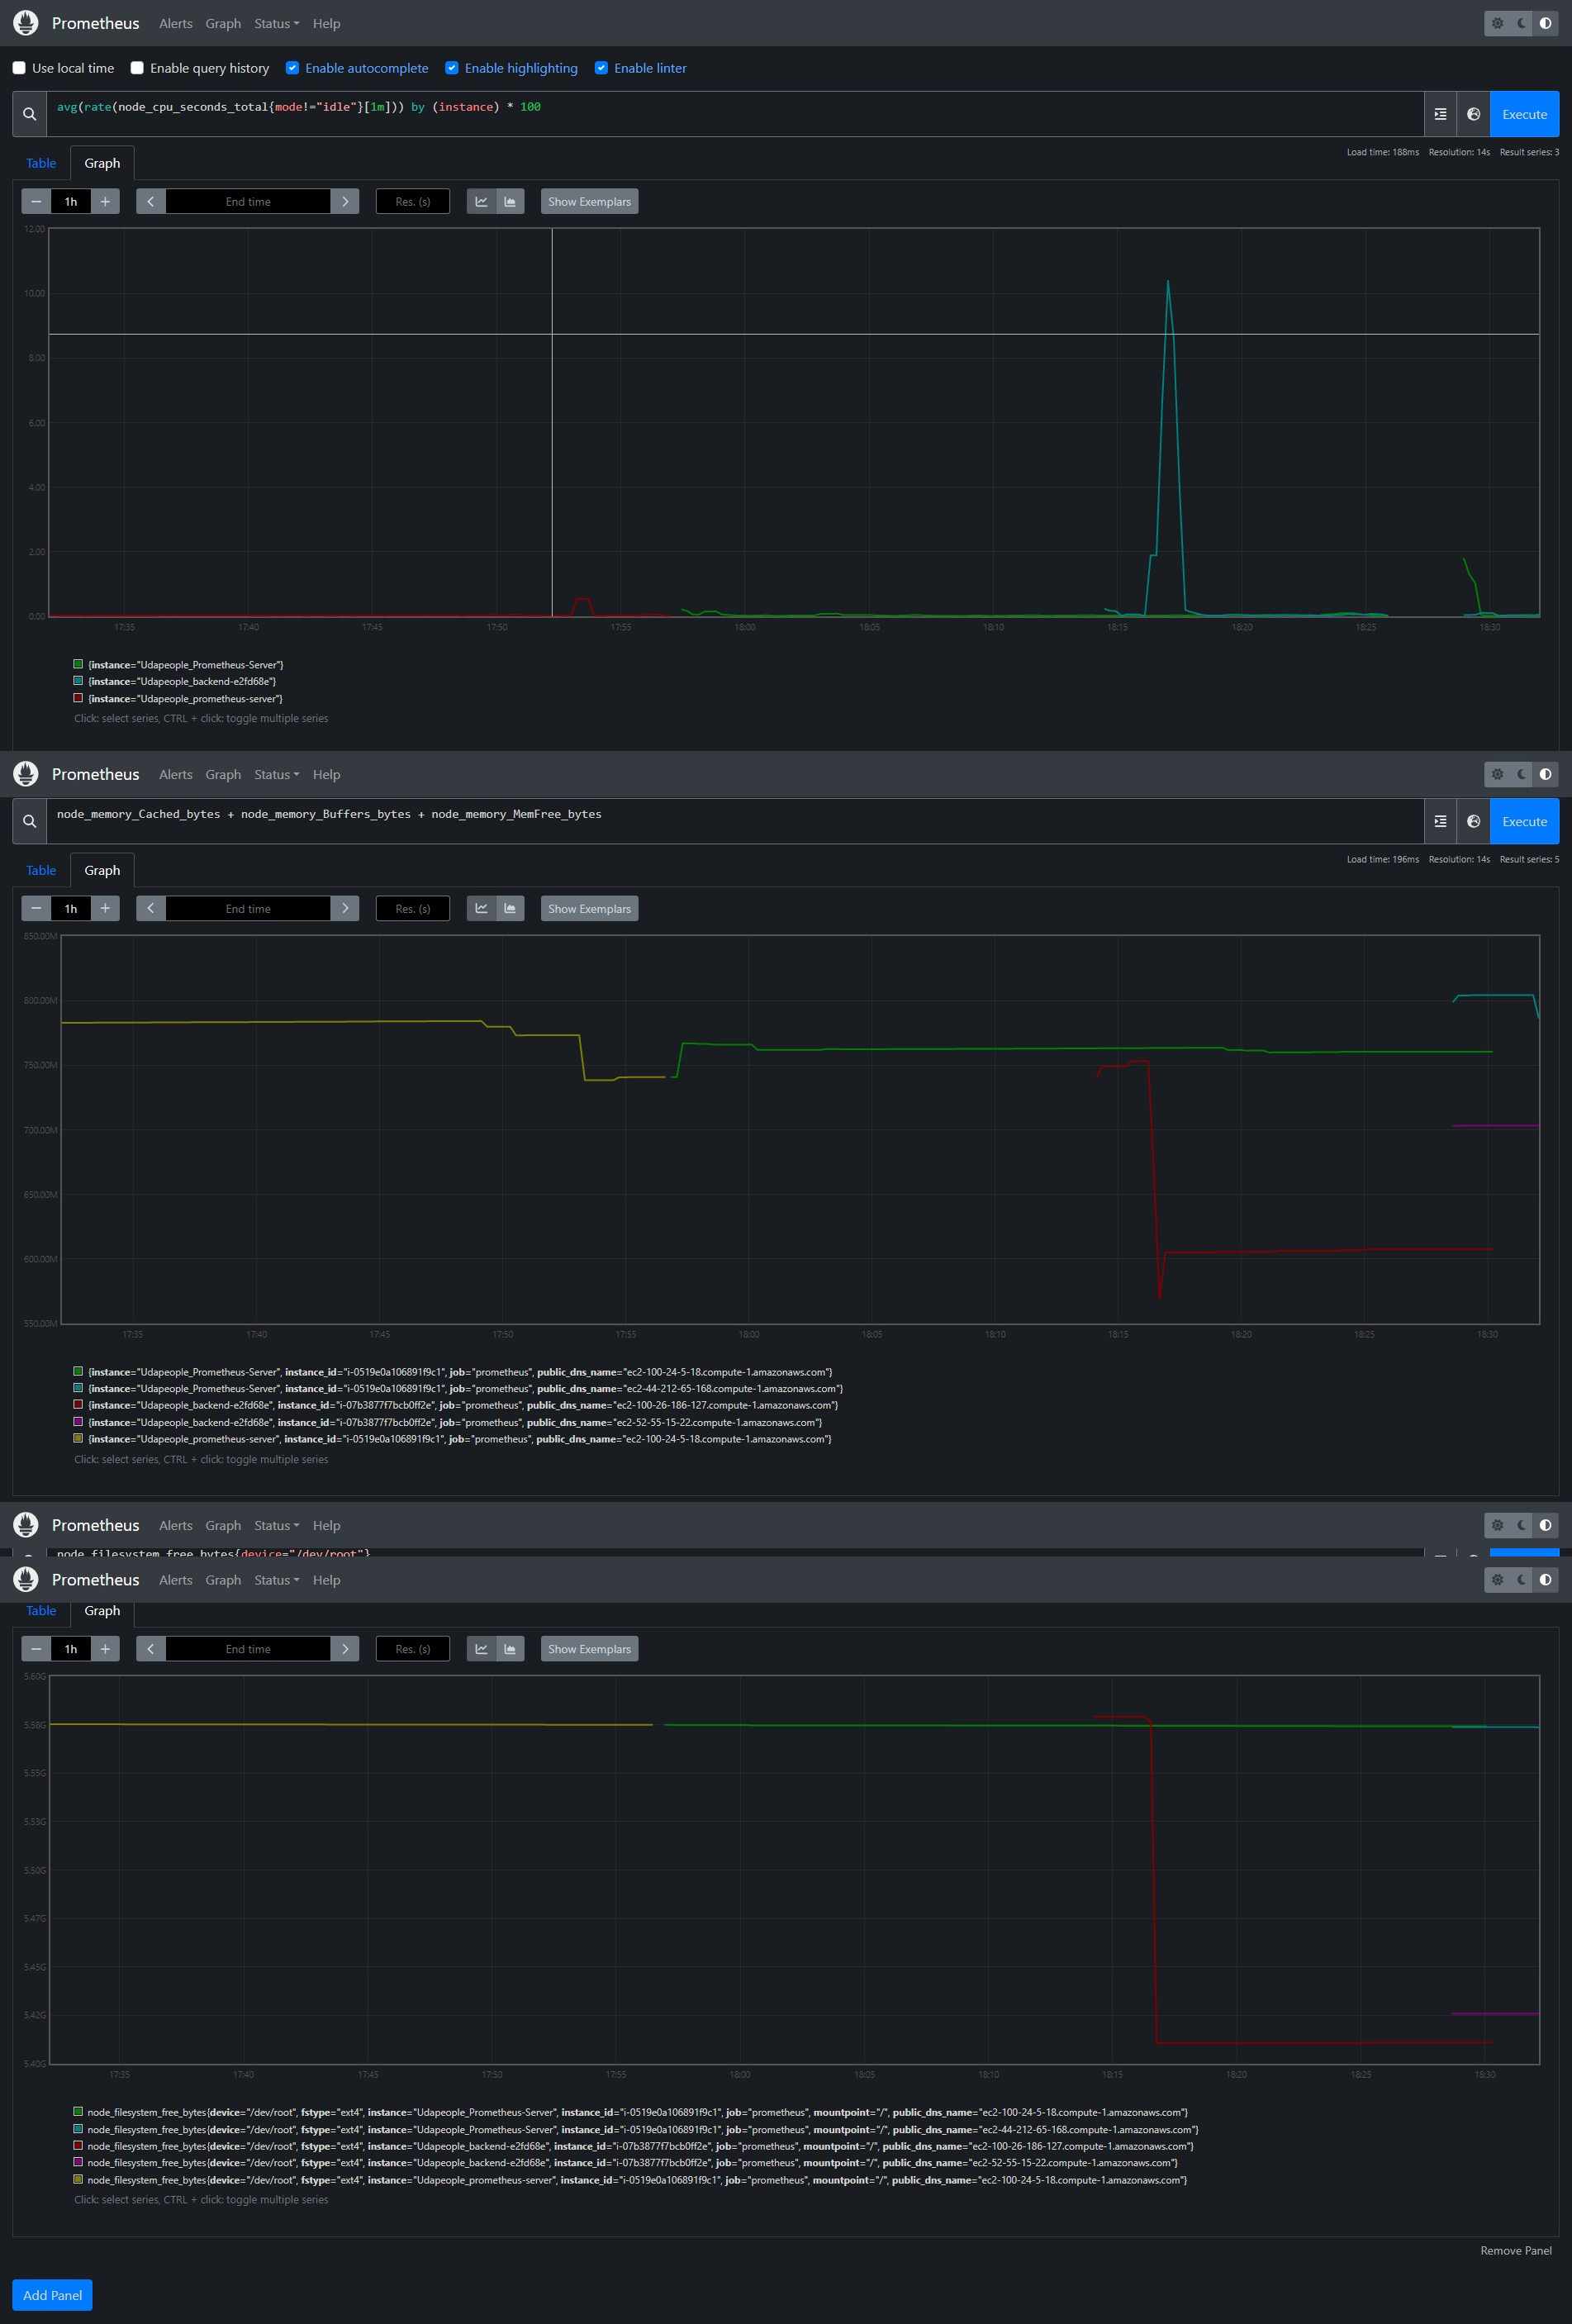 Prometheus Alerts Graph Status Help
Use local time Enable query history Enable autocomplete Enable highlighting Enable linter
avg(rate(node_cpu_seconds_total{mode!="idle"}[1m])) by (instance) * 100
Execute
Table Graph
Load time: 188ms Resolution: 14s Result series: 3
1h End time Res. (s) Show Exemplars
12.00
10.00
8.00
6.00
4.00
2.00
0.00
17:35 17:40 17:45 17:50 17:55 18:00 18:05 18:10 18:15 18:20 18:25 18:30
{instance="Udapeople_Prometheus-Server"}
{instance="Udapeople_backend-e2fd68e"}
{instance="Udapeople_prometheus-server"}
Click: select series, CTRL + click: toggle multiple series
Prometheus Alerts Graph Status Help
node_memory_Cached_bytes + node_memory_Buffers_bytes + node_memory_MemFree_bytes
Execute
Table Graph
Load time: 196ms Resolution: 14s Result series: 5
1h End time Res. (s) Show Exemplars
850.00M
800.00M
750.00M
700.00M
650.00M
600.00M
550.00M
17:35 17:40 17:45 17:50 17:55 18:00 18:05 18:10 18:15 18:20 18:25 18:30
{instance="Udapeople_Prometheus-Server", instance_id="i-0519e0a106891f9c1", job="prometheus", public_dns_name="ec2-100-24-5-18.compute-1.amazonaws.com"}
{instance="Udapeople_Prometheus-Server", instance_id="i-0519e0a106891f9c1", job="prometheus", public_dns_name="ec2-44-212-65-168.compute-1.amazonaws.com"}
{instance="Udapeople_backend-e2fd68e", instance_id="i-07b3877f7bcb0ff2e", job="prometheus", public_dns_name="ec2-100-26-186-127.compute-1.amazonaws.com"}
{instance="Udapeople_backend-e2fd68e", instance_id="i-07b3877f7bcb0ff2e", job="prometheus", public_dns_name="ec2-52-55-15-22.compute-1.amazonaws.com"}
{instance="Udapeople_prometheus-server", instance_id="i-0519e0a106891f9c1", job="prometheus", public_dns_name="ec2-100-24-5-18.compute-1.amazonaws.com"}
Click: select series, CTRL + click: toggle multiple series
Prometheus Alerts Graph Status Help
node_filesystem_free_bytes{device="/dev/root"}
Prometheus Alerts Graph Status Help
Table Graph
1h End time Res. (s) Show Exemplars
5.60G
5.58G
5.55G
5.53G
5.50G
5.47G
5.45G
5.42G
5.40G
17:35 17:40 17:45 17:50 17:55 18:00 18:05 18:10 18:15 18:20 18:25 18:30
node_filesystem_free_bytes{device="/dev/root", fstype="ext4", instance="Udapeople_Prometheus-Server", instance_id="i-0519e0a106891f9c1", job="prometheus", mountpoint="/", public_dns_name="ec2-100-24-5-18.compute-1.amazonaws.com"}
node_filesystem_free_bytes{device="/dev/root", fstype="ext4", instance="Udapeople_Prometheus-Server", instance_id="i-0519e0a106891f9c1", job="prometheus", mountpoint="/", public_dns_name="ec2-44-212-65-168.compute-1.amazonaws.com"}
node_filesystem_free_bytes{device="/dev/root", fstype="ext4", instance="Udapeople_backend-e2fd68e", instance_id="i-07b3877f7bcb0ff2e", job="prometheus", mountpoint="/", public_dns_name="ec2-100-26-186-127.compute-1.amazonaws.com"}
node_filesystem_free_bytes{device="/dev/root", fstype="ext4", instance="Udapeople_backend-e2fd68e", instance_id="i-07b3877f7bcb0ff2e", job="prometheus", mountpoint="/", public_dns_name="ec2-52-55-15-22.compute-1.amazonaws.com"}
node_filesystem_free_bytes{device="/dev/root", fstype="ext4", instance="Udapeople_prometheus-server", instance_id="i-0519e0a106891f9c1", job="prometheus", mountpoint="/", public_dns_name="ec2-100-24-5-18.compute-1.amazonaws.com"}
Click: select series, CTRL + click: toggle multiple series
Remove Panel
Add Panel